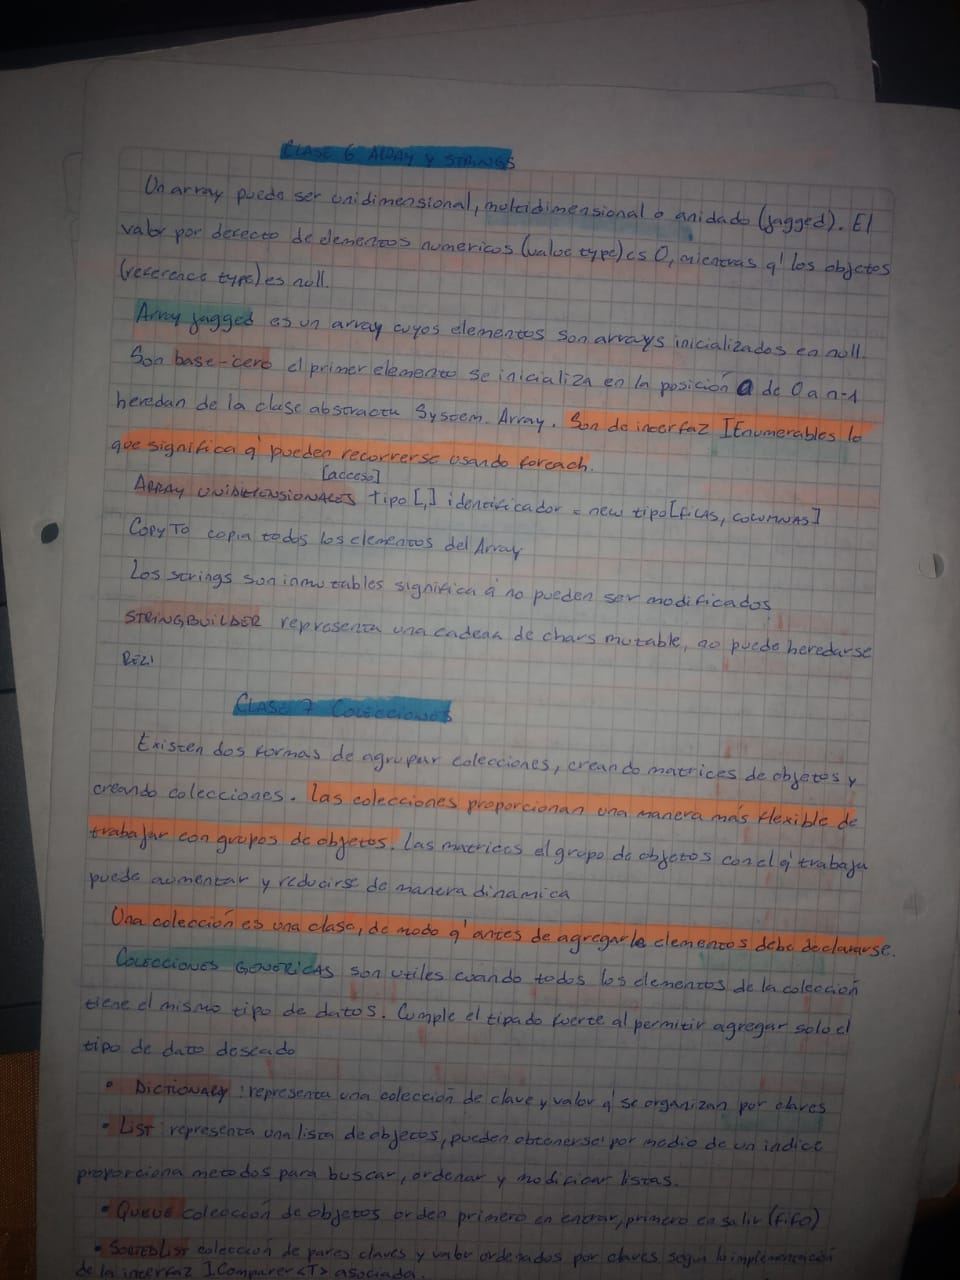 CLASE 6 ARRAY Y STRINGS
Un array puede ser unidimensional, multidimensional o anidado (jagged). El
valor por defecto de elementos numericos (value type) es 0, mientras q' los objetos
(reference type) es null.
Array jagged es un array cuyos elementos son arrays inicializados en null.
Son base-cero el primer elemento se inicializa en la posición 0 de 0 a n-1
heredan de la clase abstracta System.Array. Son de interfaz IEnumerables lo
que significa q' pueden recorrerse usando foreach.
[acceso]
ARRAY UNIDIMENSIONALES Tipo[,] identificador = new tipo[FILAS, COLUMNAS]
COPYTO copia todos los elementos del Array
Los strings son inmutables significa q no pueden ser modificados
STRINGBUILDER representa una cadena de chars mutable, no puede heredarse
CLASE 7 COLECCIONES
Existen dos formas de agrupar colecciones, creando matrices de objetos y
creando colecciones. Las colecciones proporcionan una manera más flexible de
trabajar con grupos de objetos. Las matrices el grupo de objetos con el q' trabaja
puede aumentar y reducirse de manera dinamica
Una colección es una clase, de modo q' antes de agregarle elementos debe declararse.
COLECCIONES GENERICAS son utiles cuando todos los elementos de la colección
tiene el mismo tipo de datos. Cumple el tipado fuerte al permitir agregar solo el
tipo de dato deseado
• DICTIONARY : representa una colección de clave y valor q' se organizan por claves
• LIST : representa una lista de objetos, pueden obtenerse por medio de un indice
proporciona metodos para buscar, ordenar y modificar listas.
• QUEUE colección de objetos orden primero en entrar, primero en salir (fifo)
• SORTEDLIST colección de pares claves y valor ordenados por claves según la implementación
de la interfaz IComparer<T> asociada.